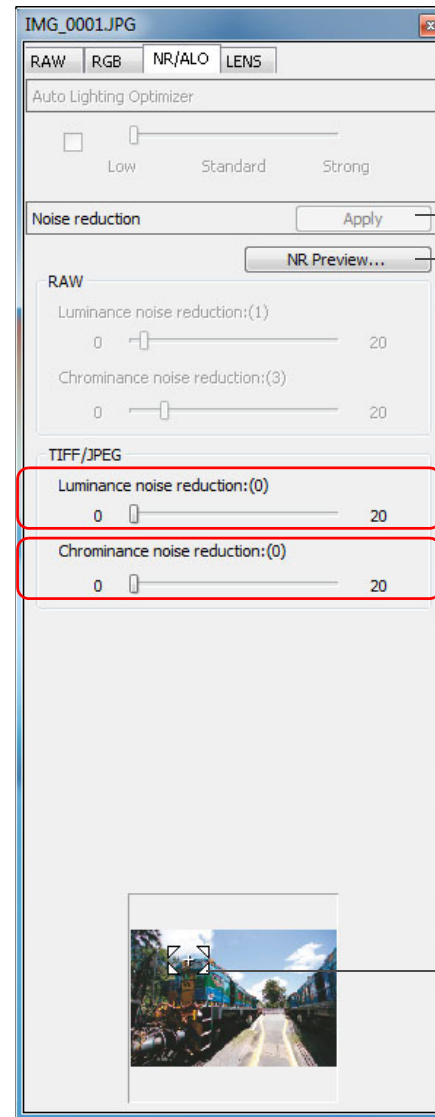 IMG_0001.JPG
RAW RGB NR/ALO LENS
Auto Lighting Optimizer
Low Standard Strong
Noise reduction Apply
NR Preview...
RAW
Luminance noise reduction:(1)
0 20
Chrominance noise reduction:(3)
0 20
TIFF/JPEG
Luminance noise reduction:(0)
0 20
Chrominance noise reduction:(0)
0 20